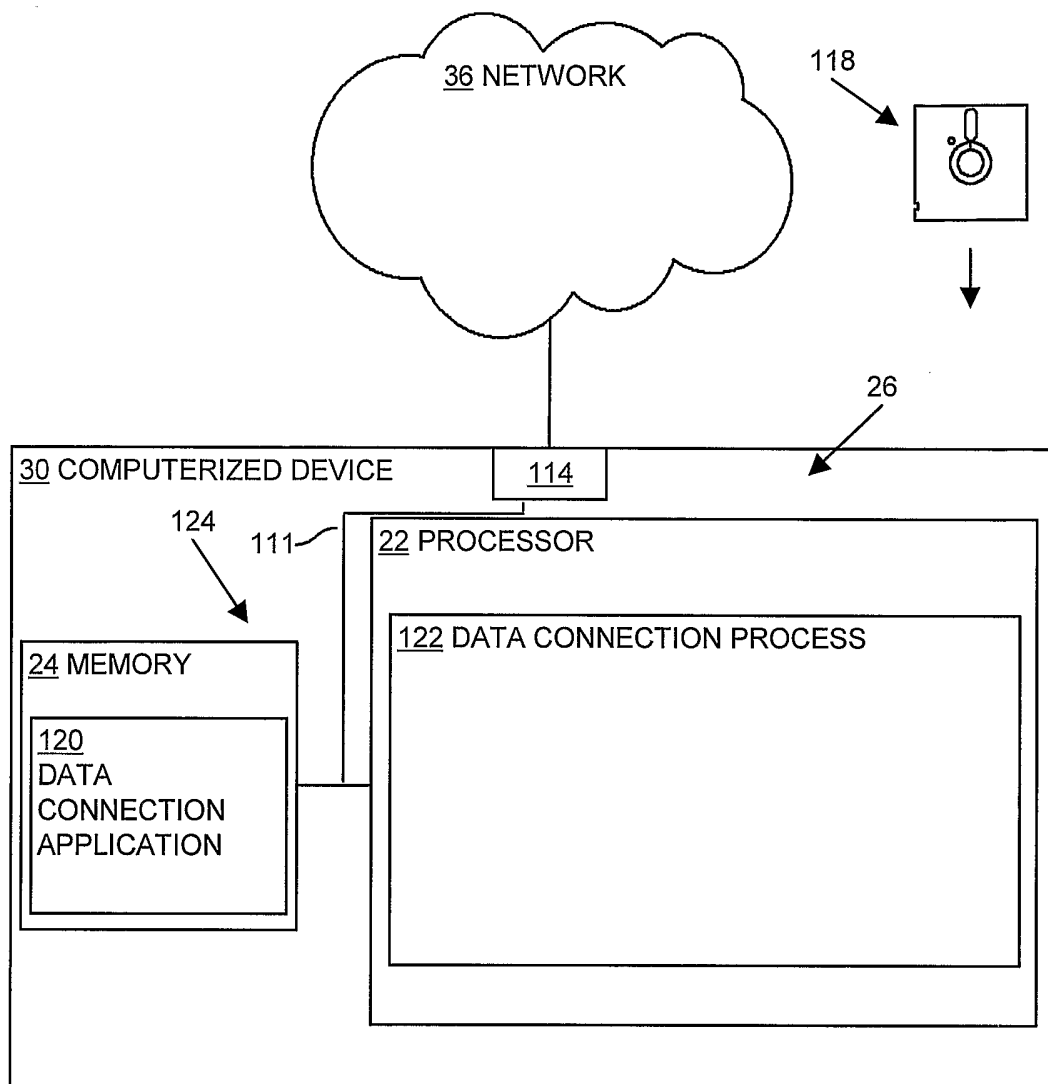 36 NETWORK
118
26
30 COMPUTERIZED DEVICE
114
124
111
22 PROCESSOR
122 DATA CONNECTION PROCESS
24 MEMORY
120
DATA
CONNECTION
APPLICATION